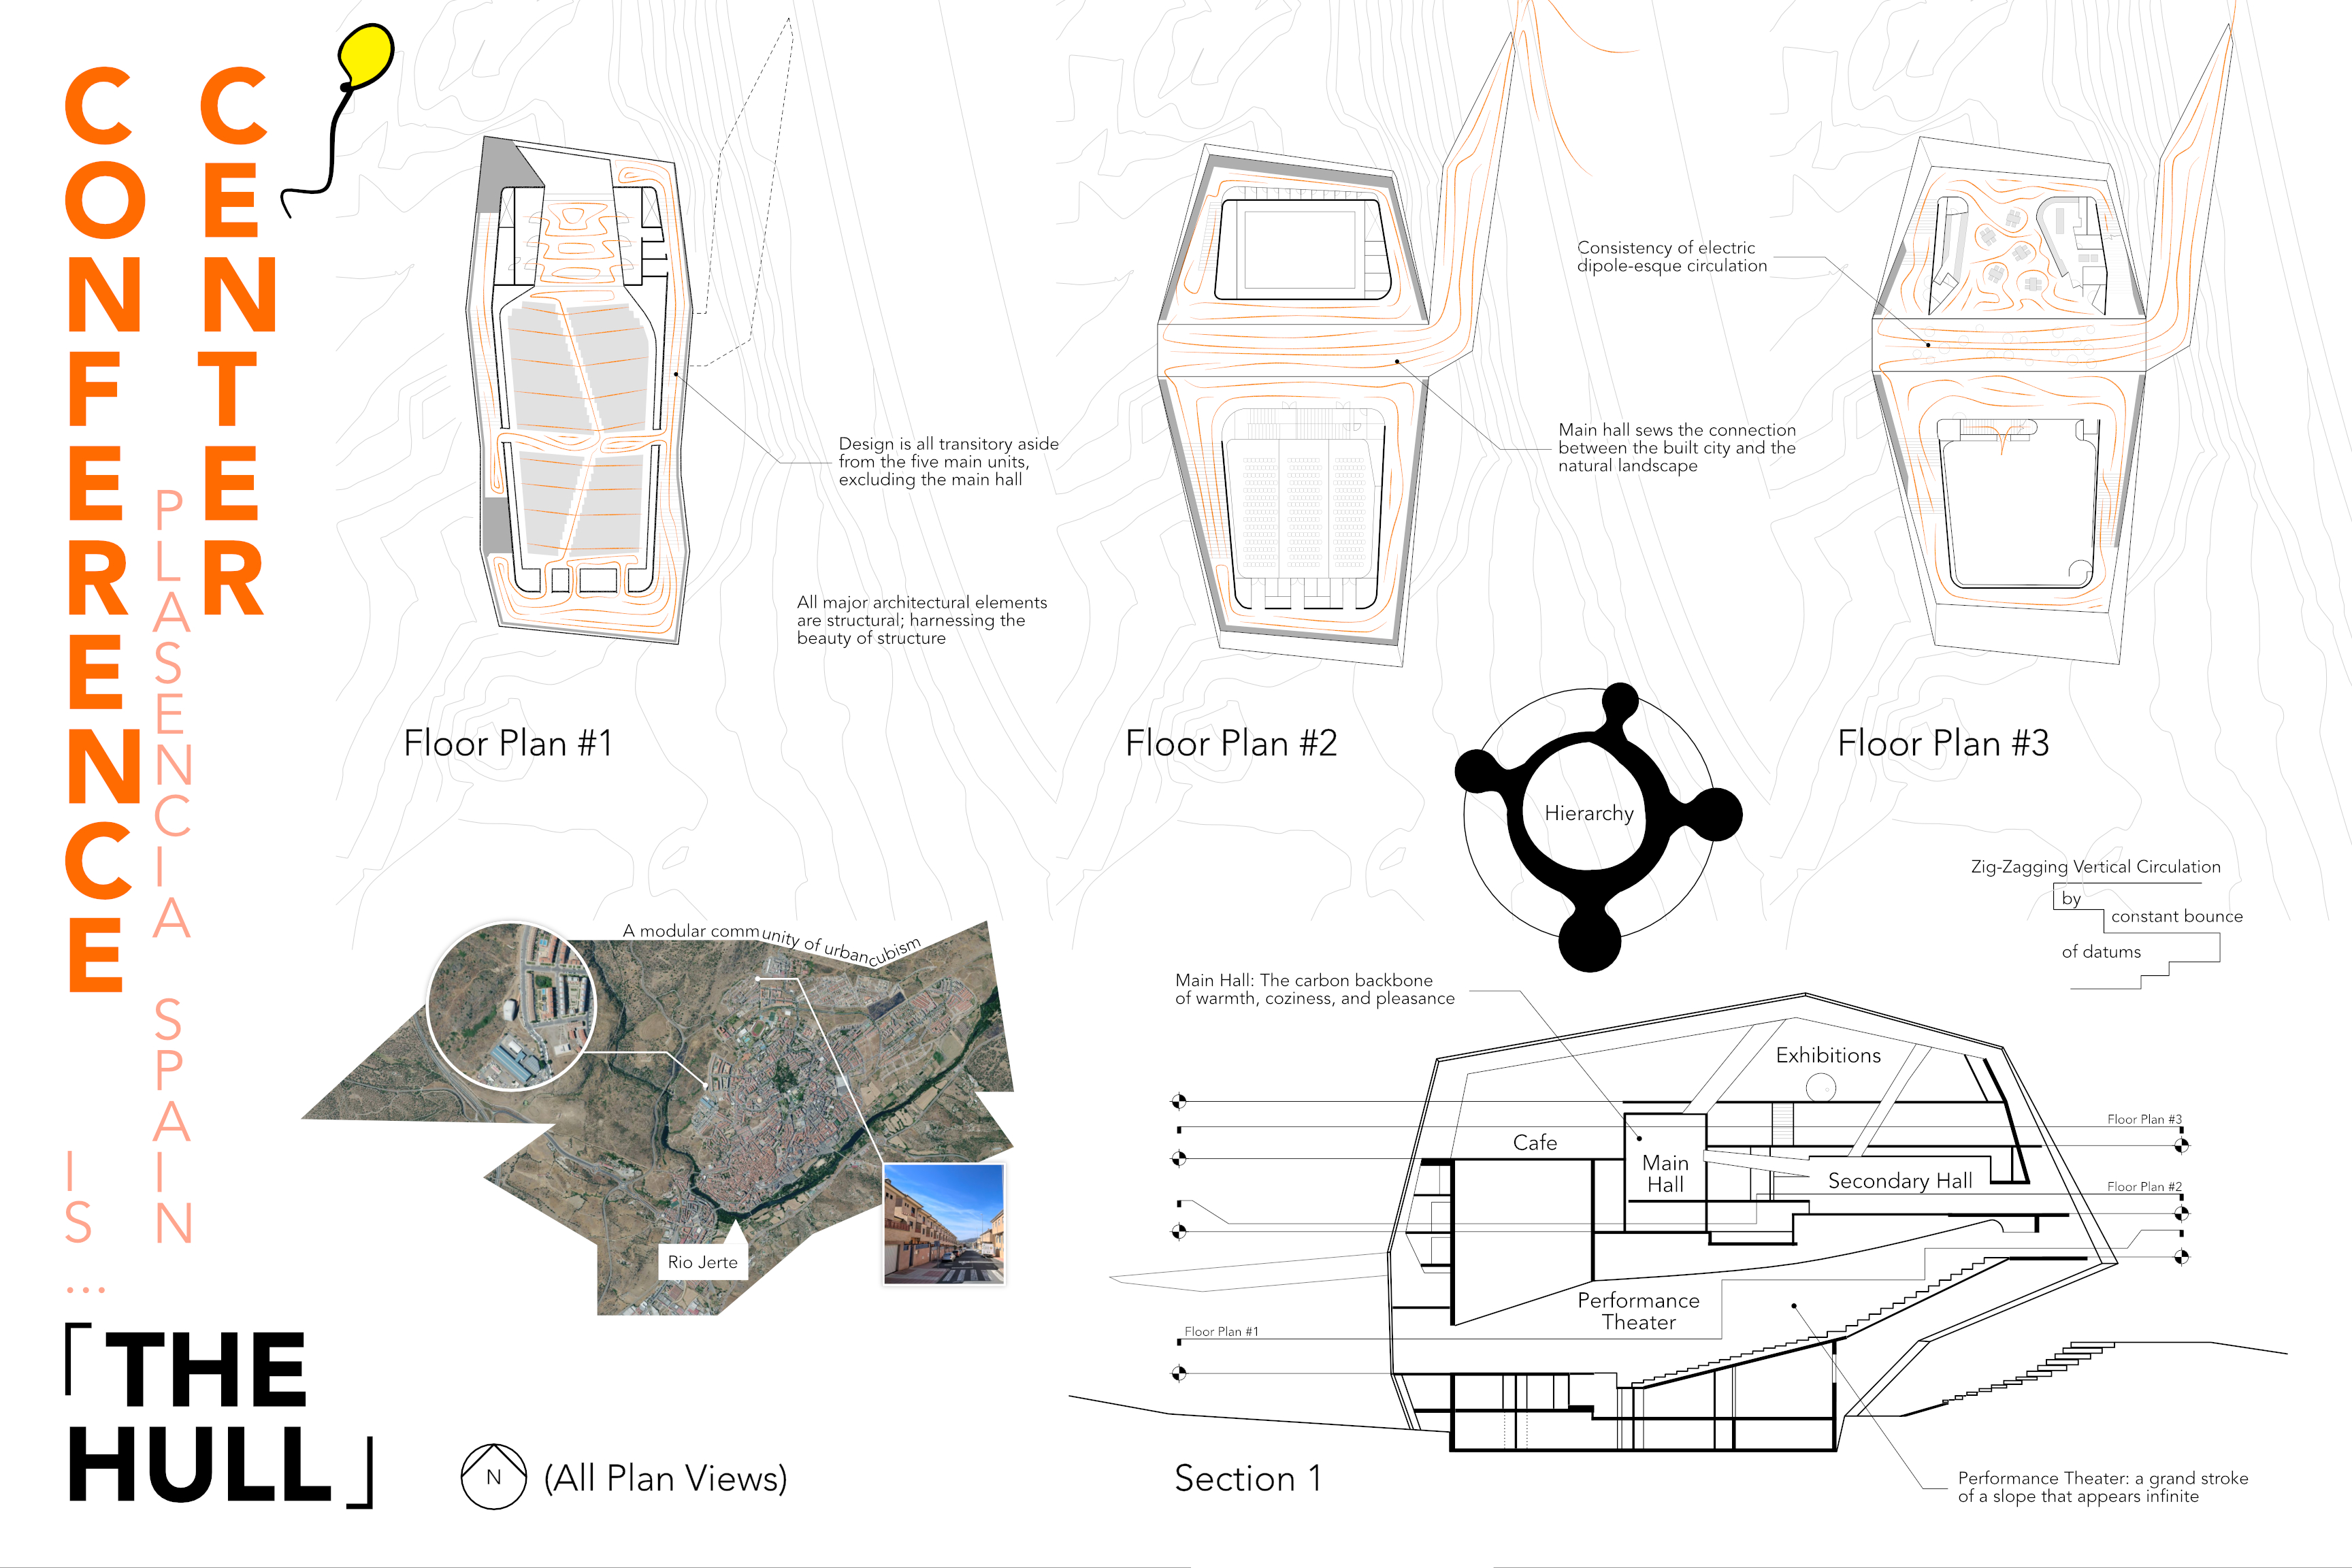 CONFERENCE
CENTER
PLASENCIA SPAIN
IS
...
「THE
HULL」
Design is all transitory aside
from the five main units,
excluding the main hall
All major architectural elements
are structural; harnessing the
beauty of structure
Floor Plan #1
Consistency of electric
dipole-esque circulation
Main hall sews the connection
between the built city and the
natural landscape
Floor Plan #2
Floor Plan #3
Hierarchy
Zig-Zagging Vertical Circulation
by
constant bounce
of datums
A modular community of urban cubism
Rio Jerte
N
(All Plan Views)
Main Hall: The carbon backbone
of warmth, coziness, and pleasance
Exhibitions
Floor Plan #3
Cafe
Main
Hall
Secondary Hall
Floor Plan #2
Performance
Theater
Floor Plan #1
Section 1
Performance Theater: a grand stroke
of a slope that appears infinite